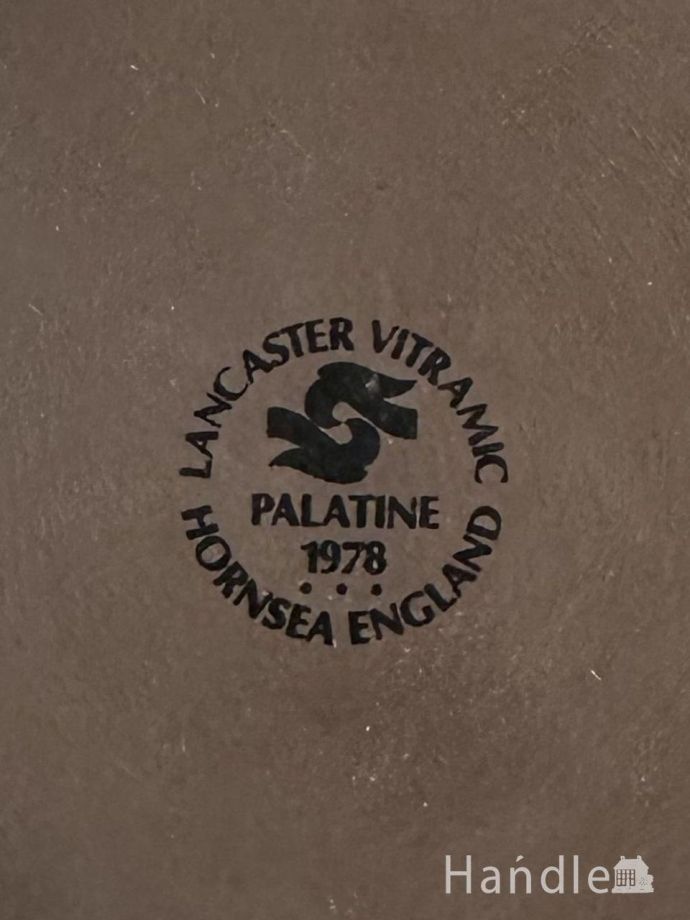 LANCASTER VITRAMIC
PALATINE
1978
HORNSEA ENGLAND
Handle